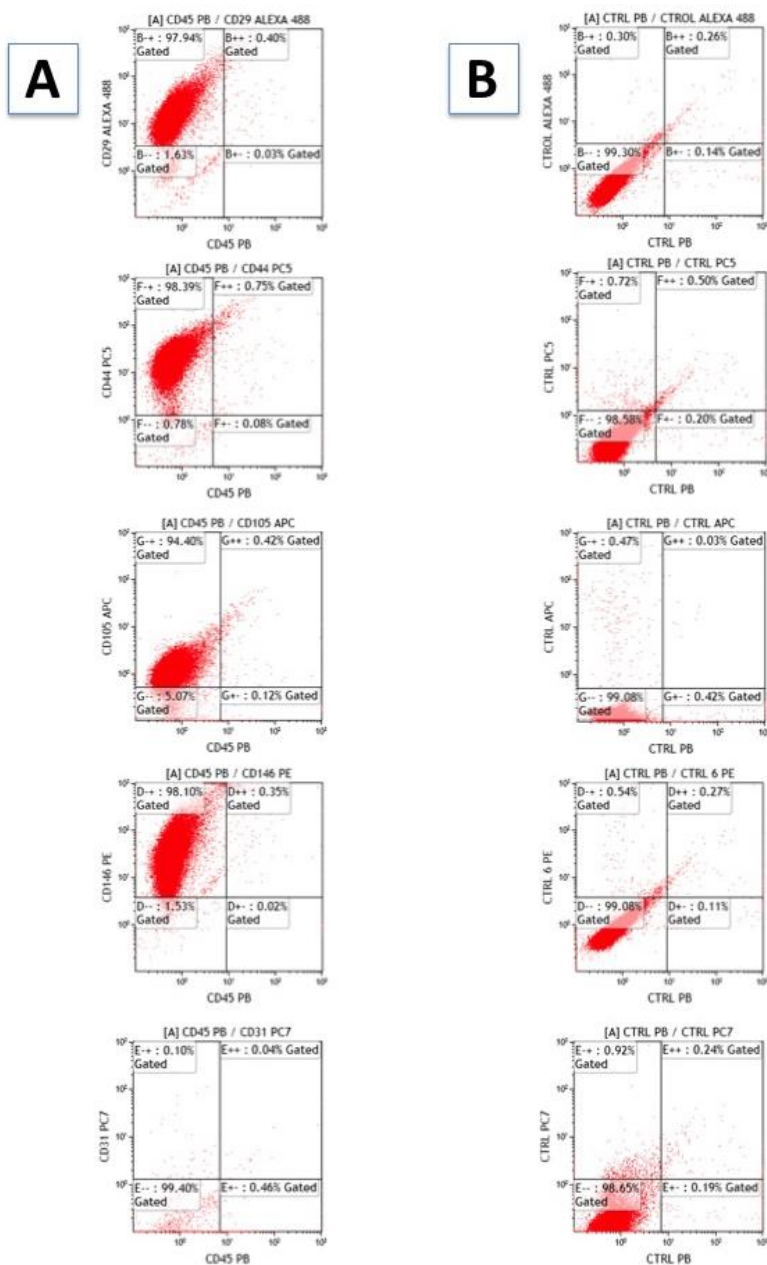 A
[A] CD45 PB / CD29 ALEXA 488
B-+ : 97.94%
Gated
B++ : 0.40%
Gated
B-- : 1.63%
Gated
B+- : 0.03% Gated
CD29 ALEXA 488
CD45 PB
[A] CD45 PB / CD44 PC5
F-+ : 98.39%
Gated
F++ : 0.75% Gated
F-- : 0.78%
Gated
F+- : 0.08% Gated
CD44 PC5
CD45 PB
[A] CD45 PB / CD105 APC
G-+ : 94.40%
Gated
G++ : 0.42% Gated
G-- : 5.07%
Gated
G+- : 0.12% Gated
CD105 APC
CD45 PB
[A] CD45 PB / CD146 PE
D-+ : 98.10%
Gated
D++ : 0.35%
Gated
D-- : 1.53%
Gated
D+- : 0.02%
Gated
CD146 PE
CD45 PB
[A] CD45 PB / CD31 PC7
E-+ : 0.10%
Gated
E++ : 0.04% Gated
E-- : 99.40%
Gated
E+- : 0.46% Gated
CD31 PC7
CD45 PB
B
[A] CTRL PB / CTROL ALEXA 488
B-+ : 0.30%
Gated
B++ : 0.26%
Gated
B-- : 99.30%
Gated
B+- : 0.14% Gated
CTROL ALEXA 488
CTRL PB
[A] CTRL PB / CTRL PC5
F-+ : 0.72%
Gated
F++ : 0.50% Gated
F-- : 98.58%
Gated
F+- : 0.20% Gated
CTRL PC5
CTRL PB
[A] CTRL PB / CTRL APC
G-+ : 0.47%
Gated
G++ : 0.03% Gated
G-- : 99.08%
Gated
G+- : 0.42% Gated
CTRL APC
CTRL PB
[A] CTRL PB / CTRL 6 PE
D-+ : 0.54%
Gated
D++ : 0.27%
Gated
D-- : 99.08%
Gated
D+- : 0.11%
Gated
CTRL 6 PE
CTRL PB
[A] CTRL PB / CTRL PC7
E-+ : 0.92%
Gated
E++ : 0.24% Gated
E-- : 98.65%
Gated
E+- : 0.19% Gated
CTRL PC7
CTRL PB